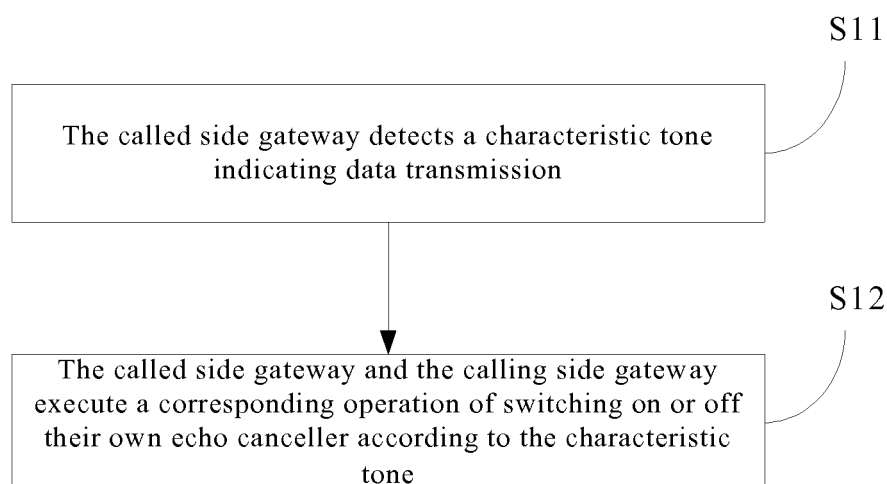 S11
The called side gateway detects a characteristic tone
indicating data transmission
S12
The called side gateway and the calling side gateway
execute a corresponding operation of switching on or off
their own echo canceller according to the characteristic
tone